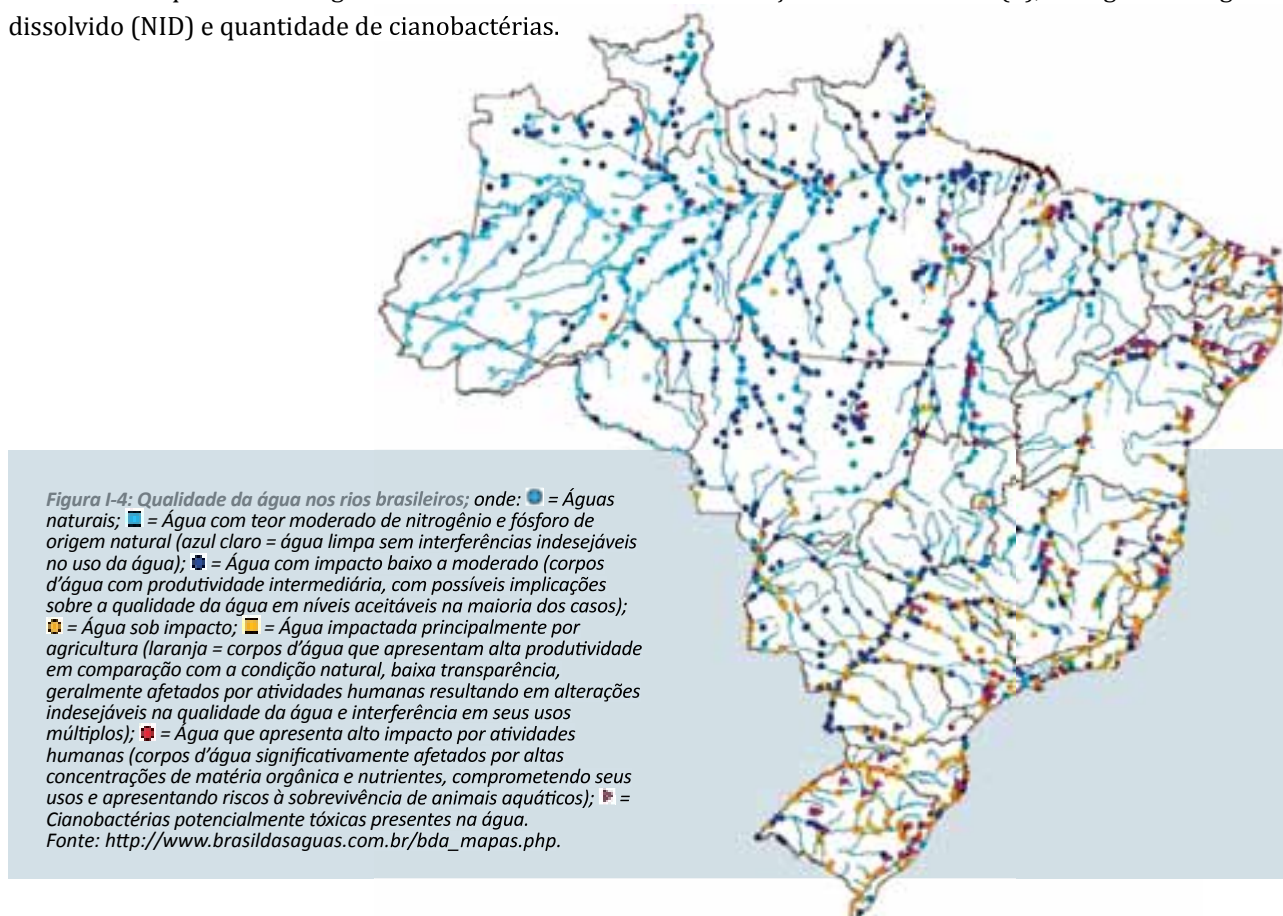 dissolvido (NID) e quantidade de cianobactérias.
Figura I-4: Qualidade da água nos rios brasileiros; onde: = Águas
naturais; = Água com teor moderado de nitrogênio e fósforo de
origem natural (azul claro = água limpa sem interferências indesejáveis
no uso da água); = Água com impacto baixo a moderado (corpos
d'água com produtividade intermediária, com possíveis implicações
sobre a qualidade da água em níveis aceitáveis na maioria dos casos);
= Água sob impacto; = Água impactada principalmente por
agricultura (laranja = corpos d'água que apresentam alta produtividade
em comparação com a condição natural, baixa transparência,
geralmente afetados por atividades humanas resultando em alterações
indesejáveis na qualidade da água e interferência em seus usos
múltiplos); = Água que apresenta alto impacto por atividades
humanas (corpos d'água significativamente afetados por altas
concentrações de matéria orgânica e nutrientes, comprometendo seus
usos e apresentando riscos à sobrevivência de animais aquáticos); =
Cianobactérias potencialmente tóxicas presentes na água.
Fonte: http://www.brasildasaguas.com.br/bda_mapas.php.